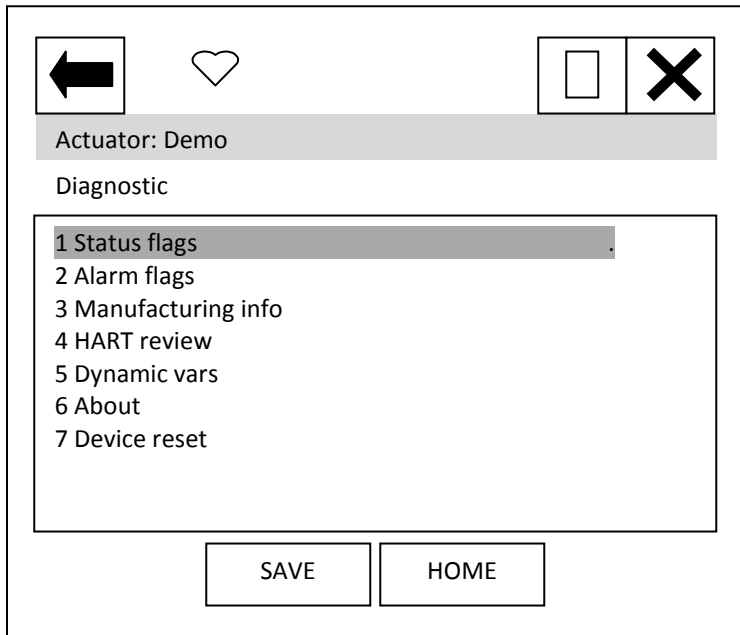 Actuator: Demo
Diagnostic
1 Status flags .
2 Alarm flags
3 Manufacturing info
4 HART review
5 Dynamic vars
6 About
7 Device reset
SAVE HOME